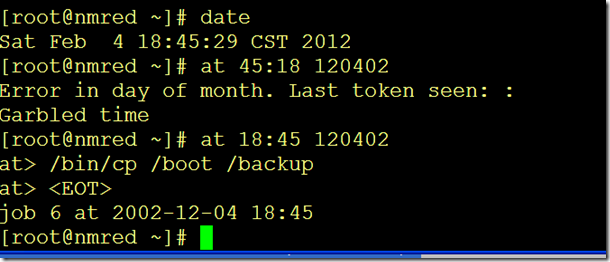 [root@nmred ~]# date
Sat Feb  4 18:45:29 CST 2012
[root@nmred ~]# at 45:18 120402
Error in day of month. Last token seen: :
Garbled time
[root@nmred ~]# at 18:45 120402
at> /bin/cp /boot /backup
at> <EOT>
job 6 at 2002-12-04 18:45
[root@nmred ~]#